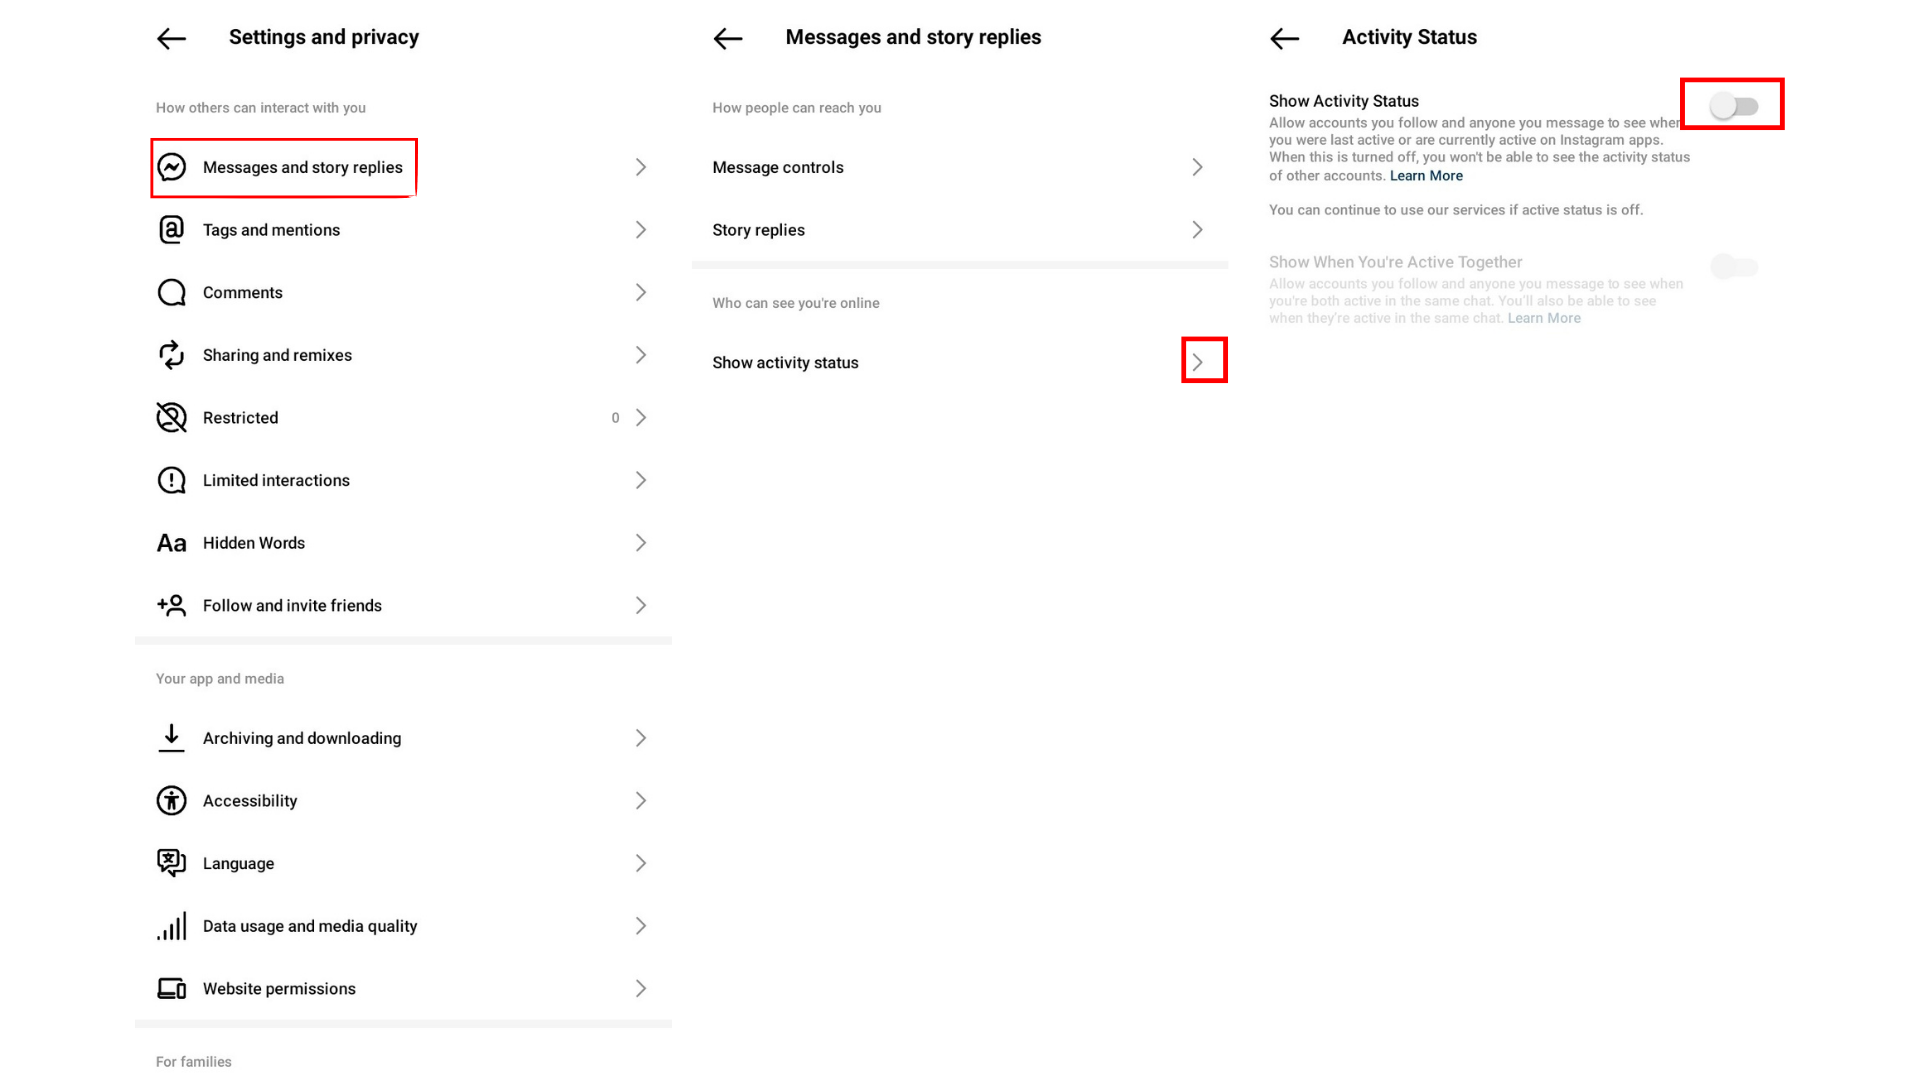 Settings and privacy
How others can interact with you
Messages and story replies
Tags and mentions
Comments
Sharing and remixes
Restricted 0
Limited interactions
Aa Hidden Words
Follow and invite friends
Your app and media
Archiving and downloading
Accessibility
Language
Data usage and media quality
Website permissions
For families
Messages and story replies
How people can reach you
Message controls
Story replies
Who can see you're online
Show activity status
Activity Status
Show Activity Status
Allow accounts you follow and anyone you message to see when
you were last active or are currently active on Instagram apps.
When this is turned off, you won't be able to see the activity status
of other accounts. Learn More
You can continue to use our services if active status is off.
Show When You're Active Together
Allow accounts you follow and anyone you message to see when
you're both active in the same chat. You'll also be able to see
when they're active in the same chat. Learn More